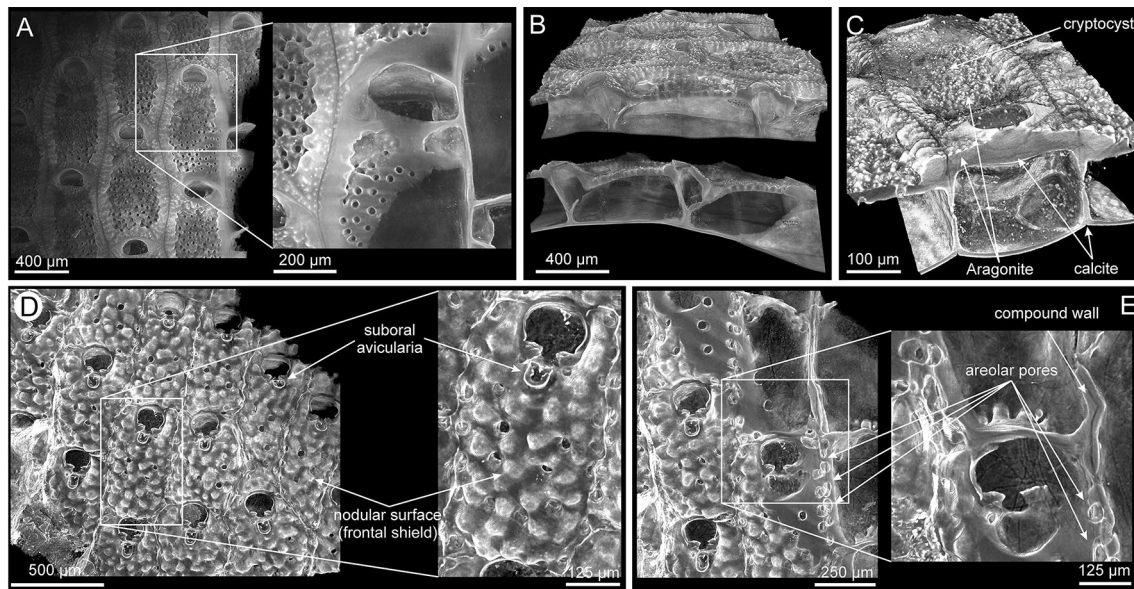 A
400 µm
200 µm
B
400 µm
C
cryptocyst
100 µm
Aragonite
calcite
D
suboral
avicularia
nodular surface
(frontal shield)
500 µm
125 µm
E
compound wall
areolar pores
250 µm
125 µm